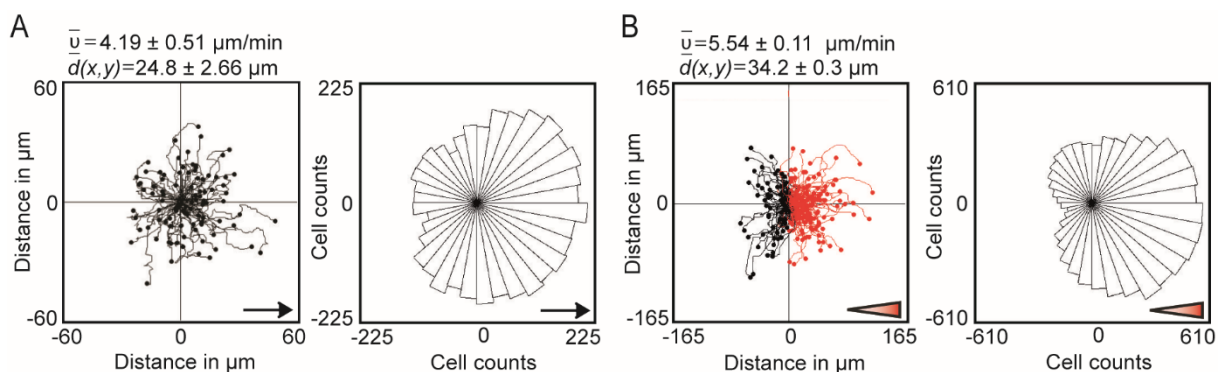 A
ῡ = 4.19 ± 0.51 µm/min
d̅(x,y)=24.8 ± 2.66 µm
60
0
-60
Distance in µm
-60 0 60
Distance in µm
225
0
-225
Cell counts
-225 0 225
Cell counts
B
ῡ = 5.54 ± 0.11 µm/min
d̅(x,y)=34.2 ± 0.3 µm
165
0
-165
Distance in µm
-165 0 165
Distance in µm
610
0
-610
Cell counts
-610 0 610
Cell counts